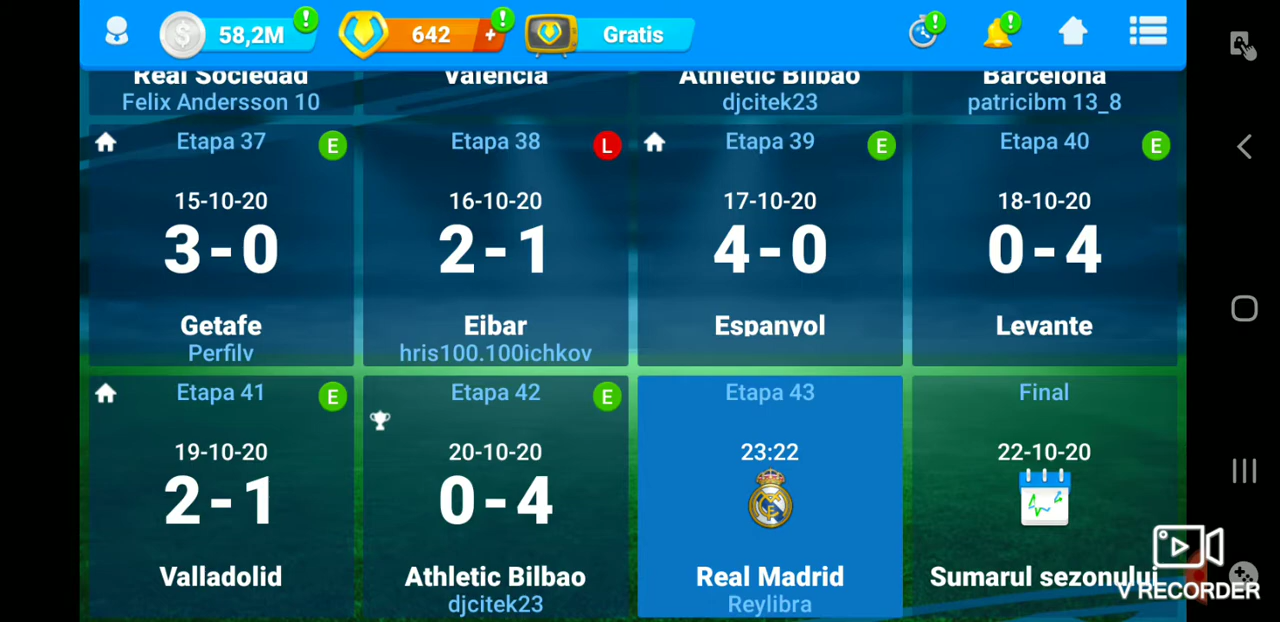 58,2M
642
+
Gratis
Real Sociedad
Felix Andersson 10
Valencia
Athletic Bilbao
djcitek23
Barcelona
patricibm 13_8
Etapa 37
E
15-10-20
3-0
Getafe
Perfilv
Etapa 38
L
16-10-20
2-1
Eibar
hris100.100ichkov
Etapa 39
E
17-10-20
4-0
Espanyol
Etapa 40
E
18-10-20
0-4
Levante
Etapa 41
E
19-10-20
2-1
Valladolid
Etapa 42
E
20-10-20
0-4
Athletic Bilbao
djcitek23
Etapa 43
23:22
Real Madrid
Reylibra
Final
22-10-20
Sumarul sezonului
V RECORDER